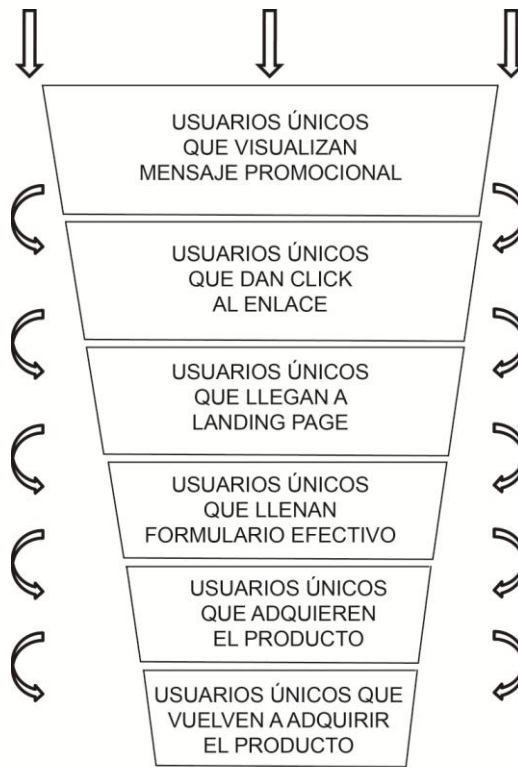 USUARIOS ÚNICOS
QUE VISUALIZAN
MENSAJE PROMOCIONAL
USUARIOS ÚNICOS
QUE DAN CLICK
AL ENLACE
USUARIOS ÚNICOS
QUE LLEGAN A
LANDING PAGE
USUARIOS ÚNICOS
QUE LLENAN
FORMULARIO EFECTIVO
USUARIOS ÚNICOS
QUE ADQUIEREN
EL PRODUCTO
USUARIOS ÚNICOS QUE
VUELVEN A ADQUIRIR
EL PRODUCTO